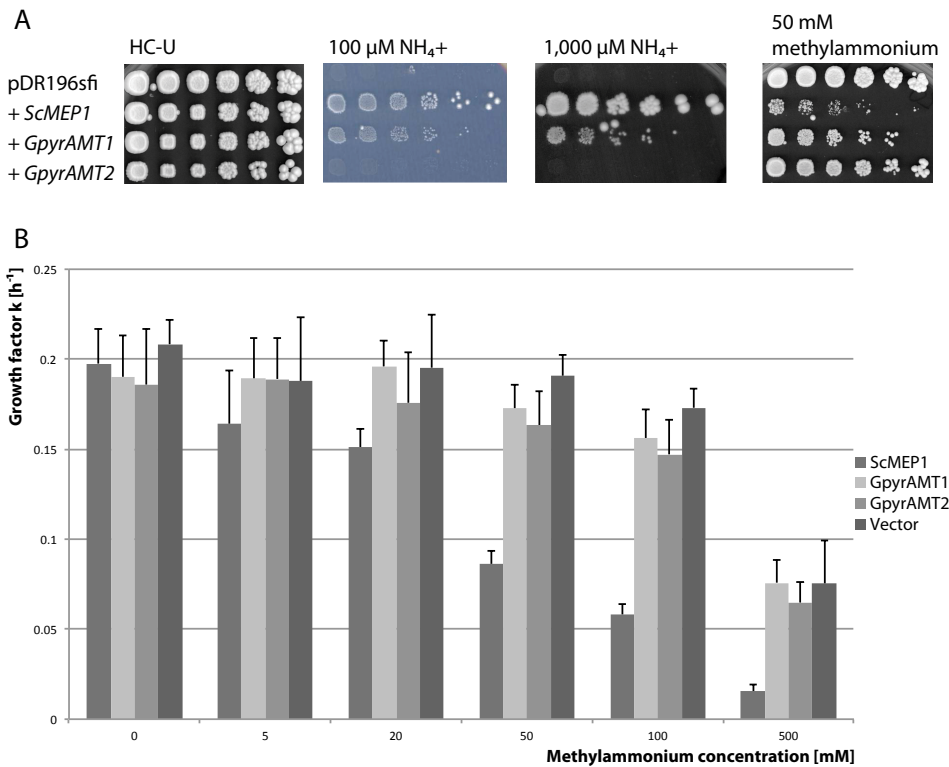 A
HC-U
100 μM NH₄+
1,000 μM NH₄+
50 mM
methylammonium
pDR196sfi
+ ScMEP1
+ GpyrAMT1
+ GpyrAMT2
B
Growth factor k [h⁻¹]
0.25
0.2
0.15
0.1
0.05
0
0
5
20
50
100
500
Methylammonium concentration [mM]
ScMEP1
GpyrAMT1
GpyrAMT2
Vector